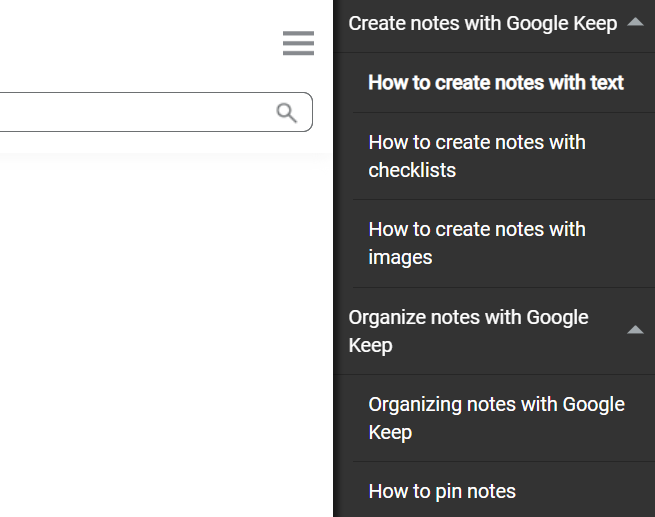 Create notes with Google Keep
How to create notes with text
How to create notes with
checklists
How to create notes with
images
Organize notes with Google
Keep
Organizing notes with Google
Keep
How to pin notes